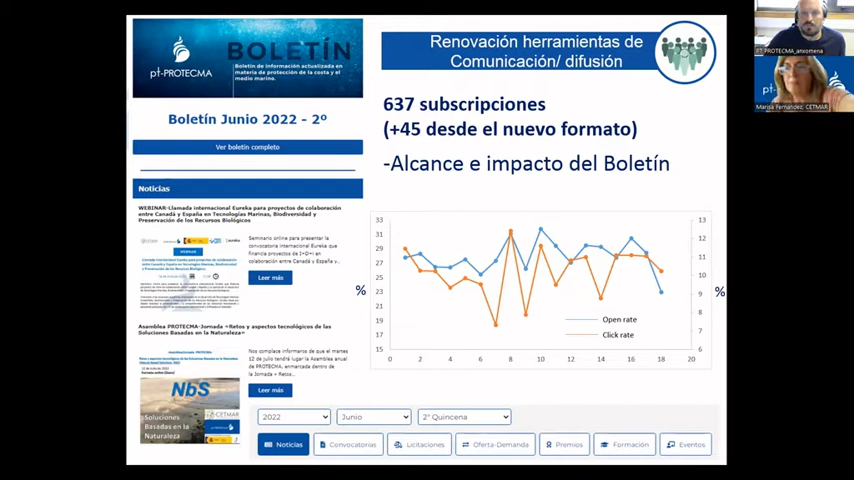 BOLETÍN
Boletín de información actualizada en
materia de protección de la costa y el
medio marino.
pt-PROTECMA
Boletín Junio 2022 - 2º
Ver boletín completo
Noticias
WEBINAR-Llamada internacional Eureka para proyectos de colaboración
entre Canadá y España en Tecnologías Marinas, Biodiversidad y
Preservación de los Recursos Biológicos
Seminario online para presentar la
convocatoria internacional Eureka que
financia proyectos de I+D+i en
colaboración entre Canadá y España y...
Leer más
WEBINAR
Asamblea PROTECMA-Jornada «Retos y aspectos tecnológicos de las
Soluciones Basadas en la Naturaleza»
Nos complace informaros de que el martes
12 de julio tendrá lugar la Asamblea anual
de PROTECMA, enmarcada dentro de
la Jornada « Retos...
Leer más
NbS
Soluciones
Basadas en la
Naturaleza
CETMAR
Renovación herramientas de
Comunicación/ difusión
637 subscripciones
(+45 desde el nuevo formato)
-Alcance e impacto del Boletín
33
31
29
27
25
23
21
19
17
15
%
13
12
11
10
9
8
7
6
%
0 2 4 6 8 10 12 14 16 18 20
Open rate
Click rate
2022
Junio
2º Quincena
Noticias
Convocatorias
Licitaciones
Oferta-Demanda
Premios
Formación
Eventos
PT_PROTECMA_anxomena
Marisa Fernández, CETMAR